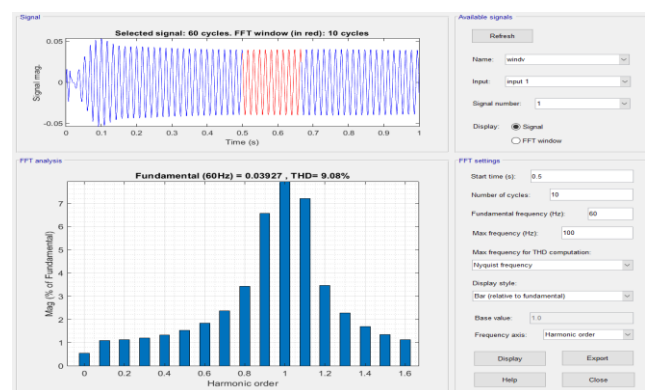 Signal
Selected signal: 60 cycles. FFT window (in red): 10 cycles
0.05
0
-0.05
Signal mag.
0 0.1 0.2 0.3 0.4 0.5 0.6 0.7 0.8 0.9 1
Time (s)
FFT analysis
Fundamental (60Hz) = 0.03927 , THD= 9.08%
7
6
5
4
3
2
1
0
Mag (% of Fundamental)
0 0.2 0.4 0.6 0.8 1 1.2 1.4 1.6
Harmonic order
Available signals
Refresh
Name: windv
Input: input 1
Signal number: 1
Display: Signal
FFT window
FFT settings
Start time (s): 0.5
Number of cycles: 10
Fundamental frequency (Hz): 60
Max frequency (Hz): 100
Max frequency for THD computation:
Nyquist frequency
Display style:
Bar (relative to fundamental)
Base value: 1.0
Frequency axis: Harmonic order
Display Export
Help Close